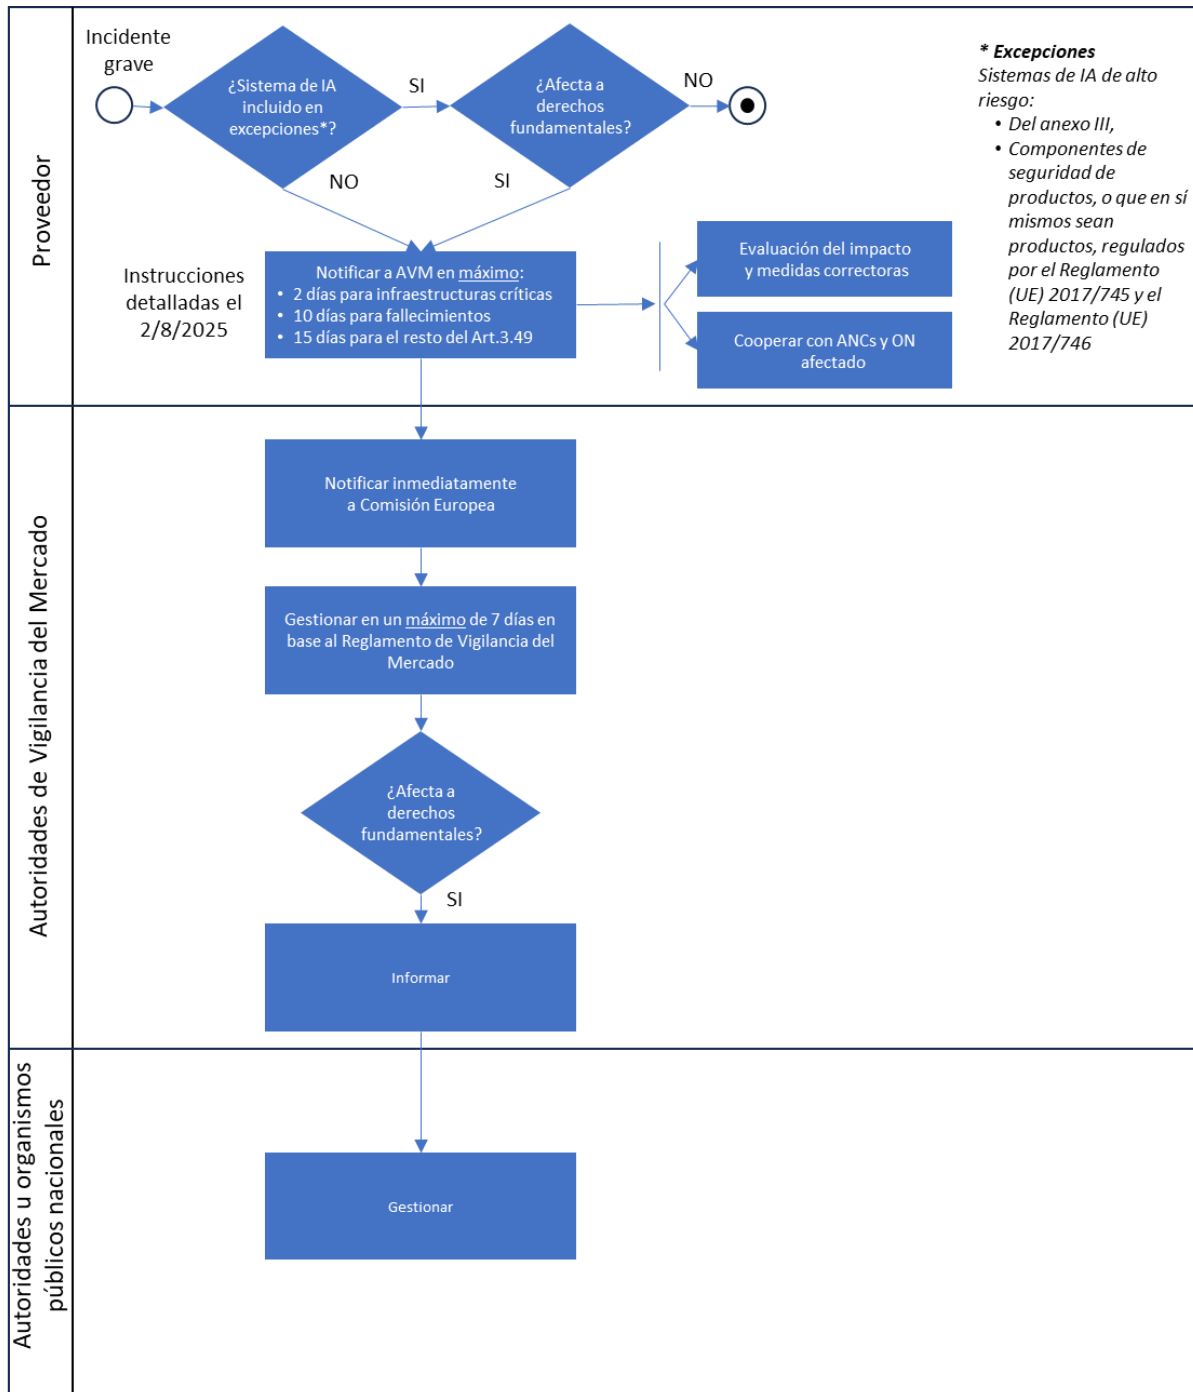 Proveedor
Incidente
grave
¿Sistema de IA
incluido en
excepciones*?
SI
¿Afecta a
derechos
fundamentales?
NO
NO
SI
* Excepciones
Sistemas de IA de alto
riesgo:
• Del anexo III,
• Componentes de
seguridad de
productos, o que en sí
mismos sean
productos, regulados
por el Reglamento
(UE) 2017/745 y el
Reglamento (UE)
2017/746
Instrucciones
detalladas el
2/8/2025
Notificar a AVM en máximo:
• 2 días para infraestructuras críticas
• 10 días para fallecimientos
• 15 días para el resto del Art.3.49
Evaluación del impacto
y medidas correctoras
Cooperar con ANCs y ON
afectado
Autoridades de Vigilancia del Mercado
Notificar inmediatamente
a Comisión Europea
Gestionar en un máximo de 7 días en
base al Reglamento de Vigilancia del
Mercado
¿Afecta a
derechos
fundamentales?
SI
Informar
Autoridades u organismos
públicos nacionales
Gestionar